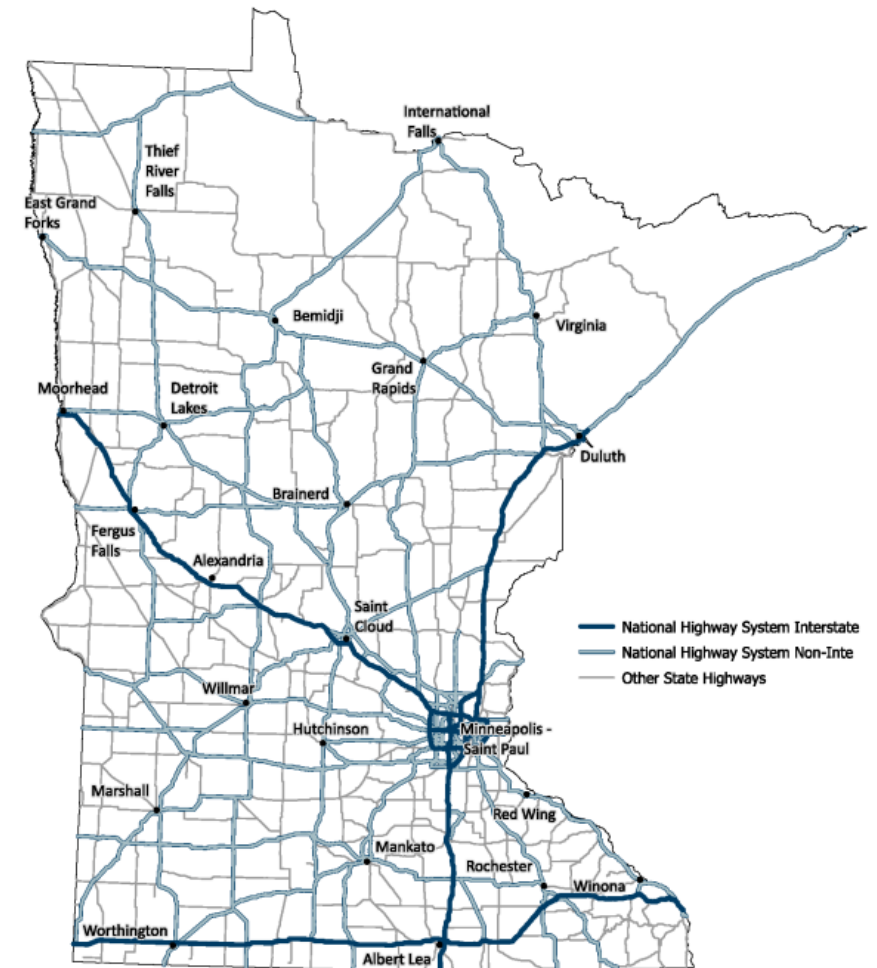 International
Falls
Thief
River
Falls
East Grand
Forks
Bemidji
Virginia
Grand
Rapids
Moorhead
Detroit
Lakes
Duluth
Brainerd
Fergus
Falls
Alexandria
Saint
Cloud
National Highway System Interstate
National Highway System Non-Inte
Other State Highways
Willmar
Hutchinson
Minneapolis -
Saint Paul
Marshall
Red Wing
Mankato
Rochester
Winona
Worthington
Albert Lea